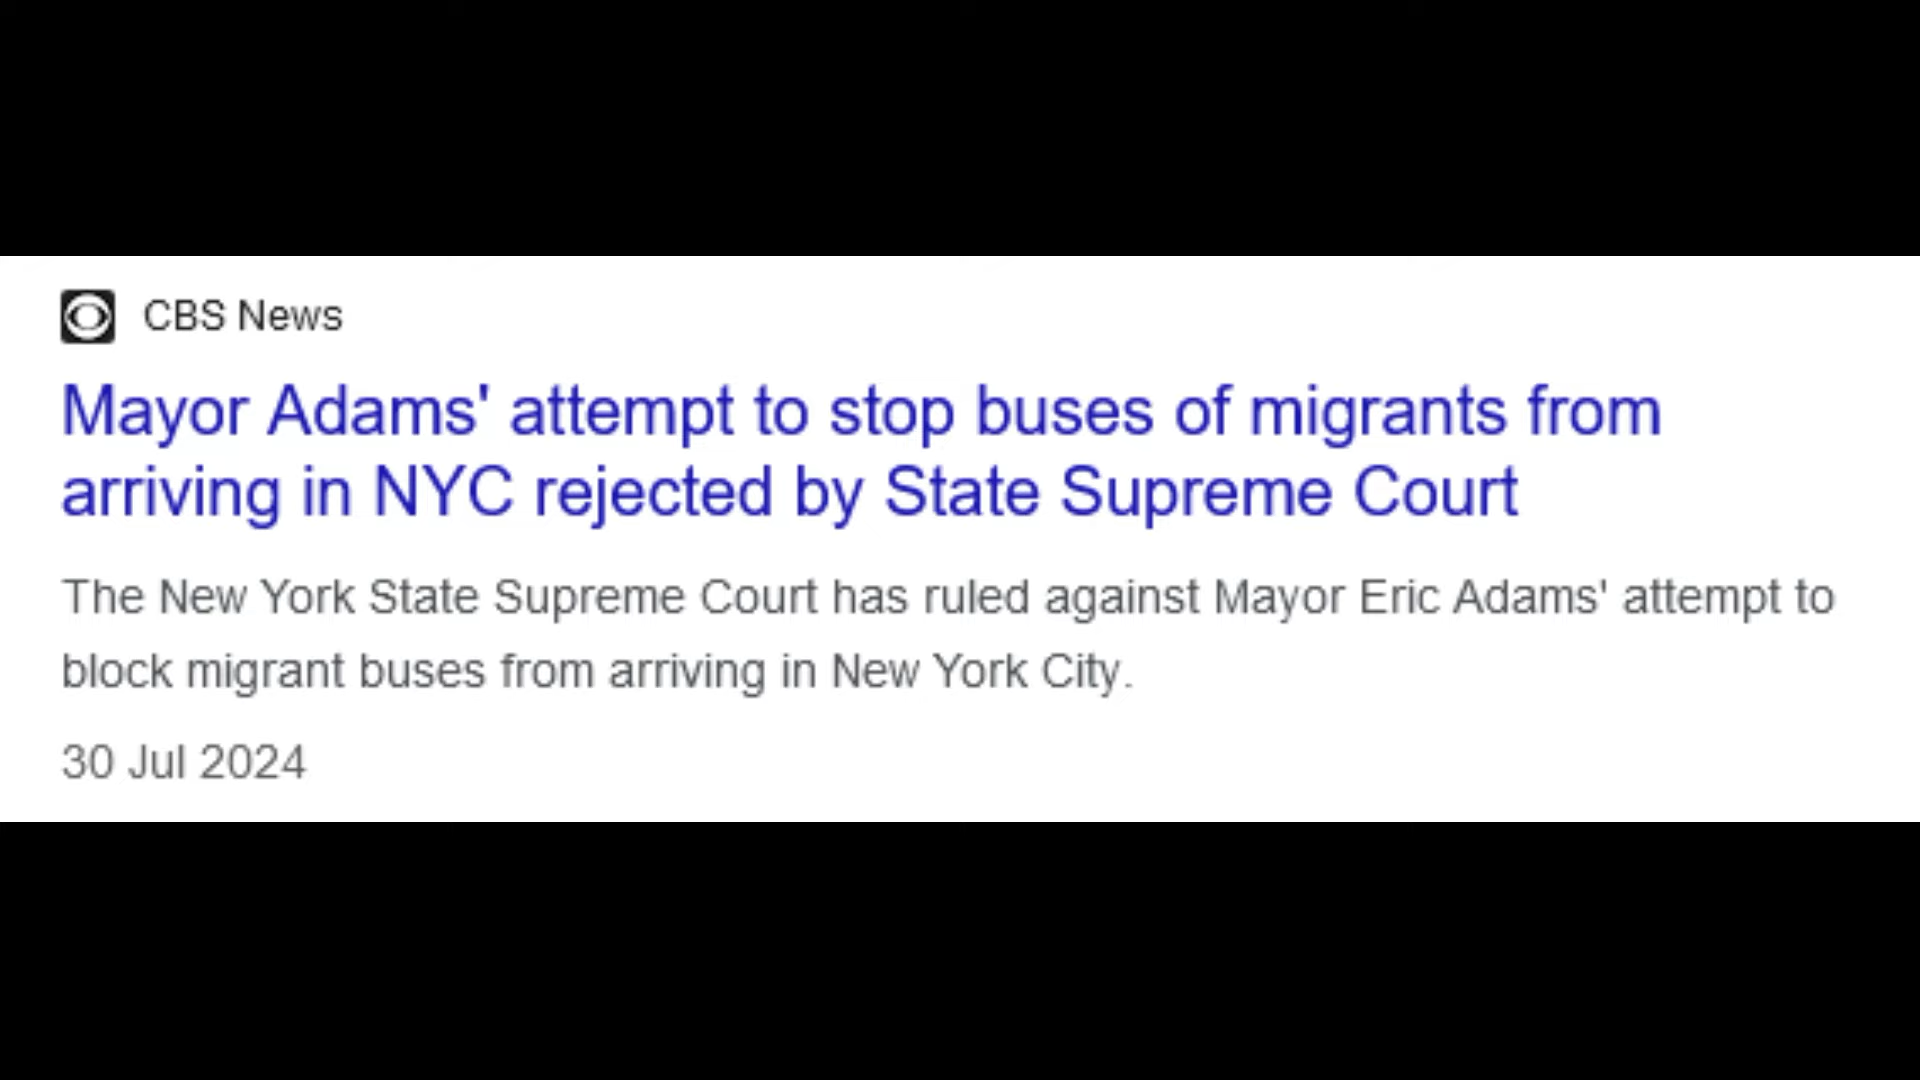 CBS News
Mayor Adams' attempt to stop buses of migrants from
arriving in NYC rejected by State Supreme Court
The New York State Supreme Court has ruled against Mayor Eric Adams' attempt to
block migrant buses from arriving in New York City.
30 Jul 2024